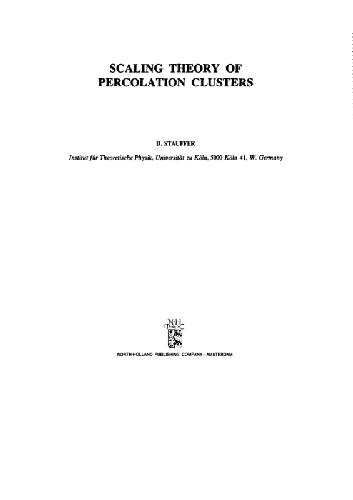 SCALING THEORY OF
PERCOLATION CLUSTERS
D. STAUFFER
Institut für Theoretische Physik, Universität zu Köln, 5000 Köln 41, W. Germany
NORTH-HOLLAND PUBLISHING COMPANY - AMSTERDAM